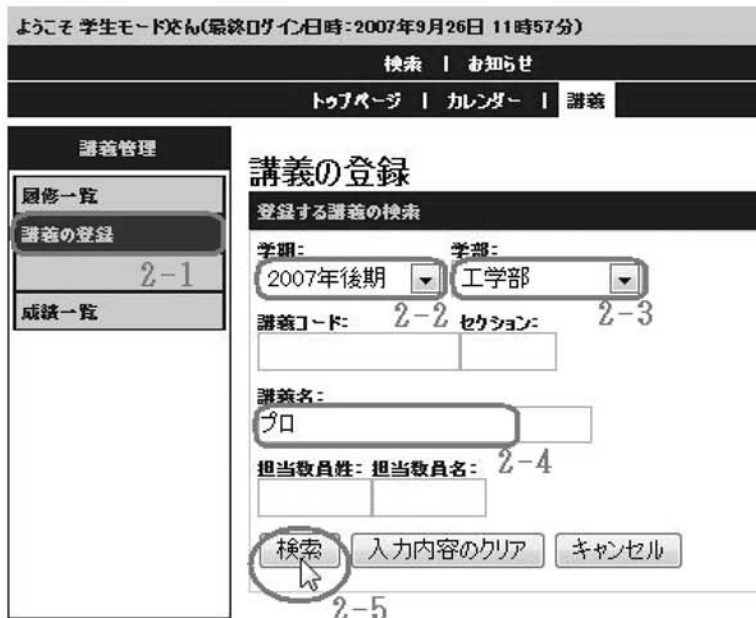 ようこそ 学生モードさん(最終ログイン日時:2007年9月26日 11時57分)
検索 | お知らせ
トップページ | カレンダー | 講義
講義管理
履修一覧
講義の登録
2-1
成績一覧
講義の登録
登録する講義の検索
学期: 学部:
2007年後期 工学部
2-2 2-3
講義コード: セクション:
講義名:
プロ
2-4
担当教員姓: 担当教員名:
検索 入力内容のクリア キャンセル
2-5